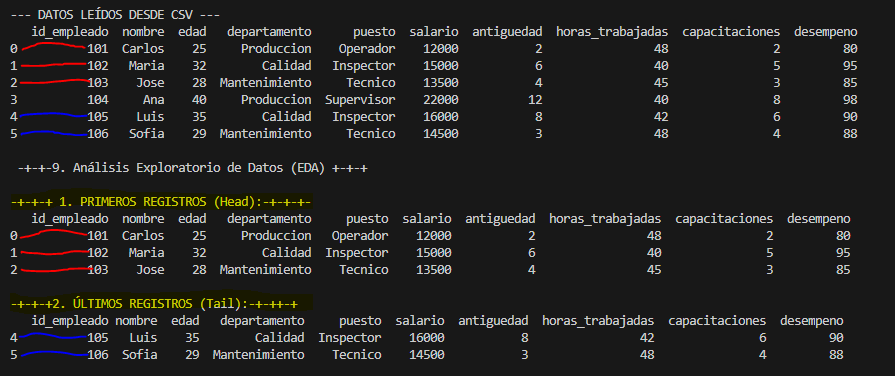 --- DATOS LEÍDOS DESDE CSV ---
id_empleado nombre edad departamento puesto salario antiguedad horas_trabajadas capacitaciones desempeno
0 101 Carlos 25 Produccion Operador 12000 2 48 2 80
1 102 Maria 32 Calidad Inspector 15000 6 40 5 95
2 103 Jose 28 Mantenimiento Tecnico 13500 4 45 3 85
3 104 Ana 40 Produccion Supervisor 22000 12 40 8 98
4 105 Luis 35 Calidad Inspector 16000 8 42 6 90
5 106 Sofia 29 Mantenimiento Tecnico 14500 3 48 4 88
-+-+-9. Análisis Exploratorio de Datos (EDA) +-+-+
-+-+-+ 1. PRIMEROS REGISTROS (Head):-+-+-+-
id_empleado nombre edad departamento puesto salario antiguedad horas_trabajadas capacitaciones desempeno
0 101 Carlos 25 Produccion Operador 12000 2 48 2 80
1 102 Maria 32 Calidad Inspector 15000 6 40 5 95
2 103 Jose 28 Mantenimiento Tecnico 13500 4 45 3 85
-+-+-+2. ÚLTIMOS REGISTROS (Tail):-+-++-+
id_empleado nombre edad departamento puesto salario antiguedad horas_trabajadas capacitaciones desempeno
4 105 Luis 35 Calidad Inspector 16000 8 42 6 90
5 106 Sofia 29 Mantenimiento Tecnico 14500 3 48 4 88